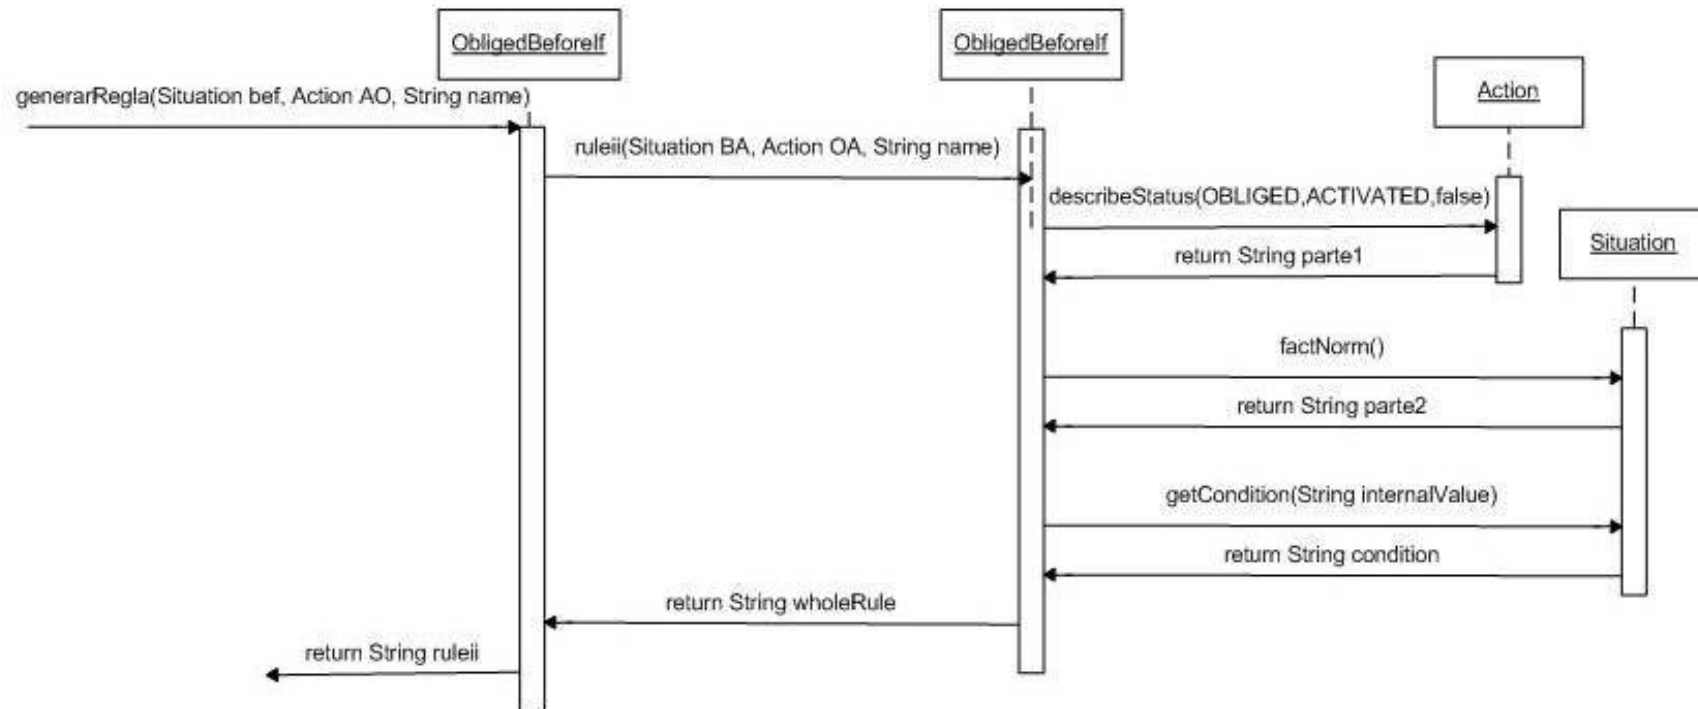 ObligedBeforeIf
ObligedBeforeIf
Action
generarRegla(Situation bef, Action AO, String name)
ruleii(Situation BA, Action OA, String name)
describeStatus(OBLIGED,ACTIVATED,false)
Situation
return String parte1
factNorm()
return String parte2
getCondition(String internalValue)
return String condition
return String wholeRule
return String ruleii